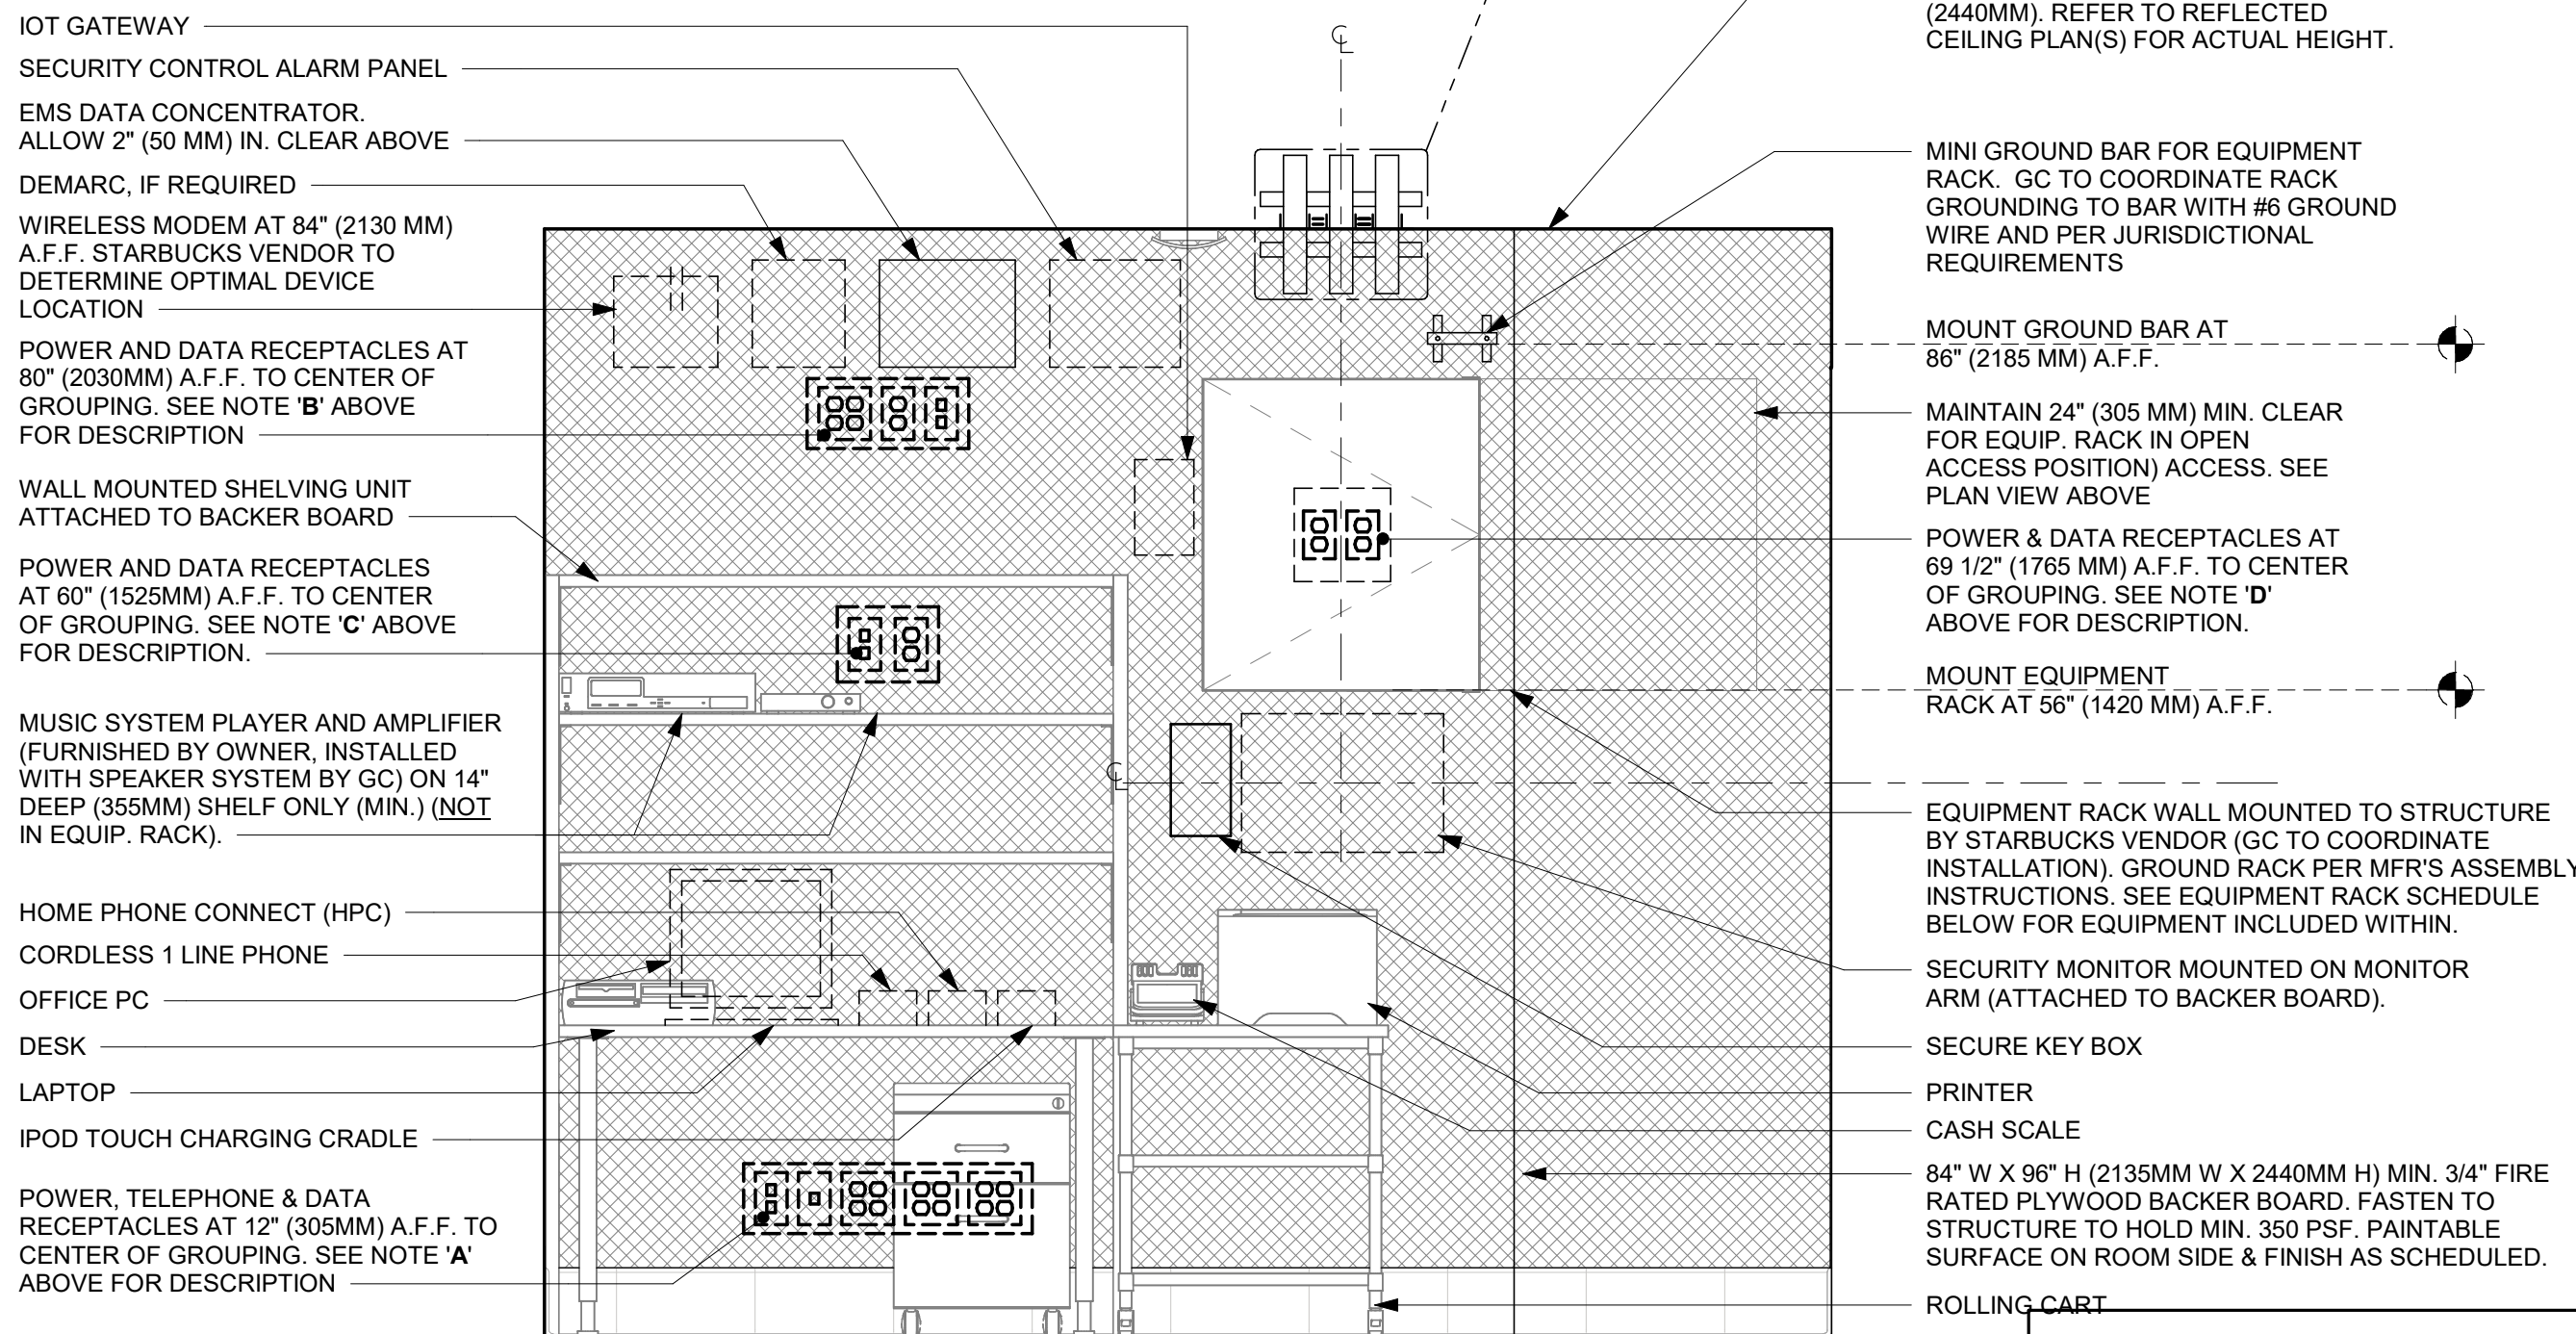 IOT GATEWAY
SECURITY CONTROL ALARM PANEL
EMS DATA CONCENTRATOR.
ALLOW 2" (50 MM) IN. CLEAR ABOVE
DEMARC, IF REQUIRED
WIRELESS MODEM AT 84" (2130 MM)
A.F.F. STARBUCKS VENDOR TO
DETERMINE OPTIMAL DEVICE
LOCATION
POWER AND DATA RECEPTACLES AT
80" (2030MM) A.F.F. TO CENTER OF
GROUPING. SEE NOTE 'B' ABOVE
FOR DESCRIPTION
WALL MOUNTED SHELVING UNIT
ATTACHED TO BACKER BOARD
POWER AND DATA RECEPTACLES
AT 60" (1525MM) A.F.F. TO CENTER
OF GROUPING. SEE NOTE 'C' ABOVE
FOR DESCRIPTION.
MUSIC SYSTEM PLAYER AND AMPLIFIER
(FURNISHED BY OWNER, INSTALLED
WITH SPEAKER SYSTEM BY GC) ON 14"
DEEP (355MM) SHELF ONLY (MIN.) (NOT
IN EQUIP. RACK).
HOME PHONE CONNECT (HPC)
CORDLESS 1 LINE PHONE
OFFICE PC
DESK
LAPTOP
IPOD TOUCH CHARGING CRADLE
POWER, TELEPHONE & DATA
RECEPTACLES AT 12" (305MM) A.F.F. TO
CENTER OF GROUPING. SEE NOTE 'A'
ABOVE FOR DESCRIPTION
℄
℄
(2440MM). REFER TO REFLECTED
CEILING PLAN(S) FOR ACTUAL HEIGHT.
MINI GROUND BAR FOR EQUIPMENT
RACK. GC TO COORDINATE RACK
GROUNDING TO BAR WITH #6 GROUND
WIRE AND PER JURISDICTIONAL
REQUIREMENTS
MOUNT GROUND BAR AT
86" (2185 MM) A.F.F.
MAINTAIN 24" (305 MM) MIN. CLEAR
FOR EQUIP. RACK IN OPEN
ACCESS POSITION) ACCESS. SEE
PLAN VIEW ABOVE
POWER & DATA RECEPTACLES AT
69 1/2" (1765 MM) A.F.F. TO CENTER
OF GROUPING. SEE NOTE 'D'
ABOVE FOR DESCRIPTION.
MOUNT EQUIPMENT
RACK AT 56" (1420 MM) A.F.F.
EQUIPMENT RACK WALL MOUNTED TO STRUCTURE
BY STARBUCKS VENDOR (GC TO COORDINATE
INSTALLATION). GROUND RACK PER MFR'S ASSEMBLY
INSTRUCTIONS. SEE EQUIPMENT RACK SCHEDULE
BELOW FOR EQUIPMENT INCLUDED WITHIN.
SECURITY MONITOR MOUNTED ON MONITOR
ARM (ATTACHED TO BACKER BOARD).
SECURE KEY BOX
PRINTER
CASH SCALE
84" W X 96" H (2135MM W X 2440MM H) MIN. 3/4" FIRE
RATED PLYWOOD BACKER BOARD. FASTEN TO
STRUCTURE TO HOLD MIN. 350 PSF. PAINTABLE
SURFACE ON ROOM SIDE & FINISH AS SCHEDULED.
ROLLING CART